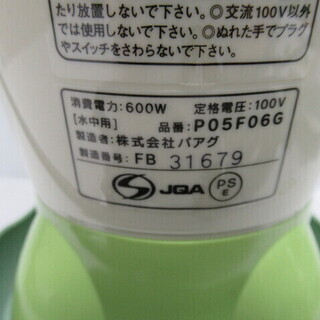 たり放置しないで下さい。◎交流100V以外
では使用しないで下さい。◎ぬれた手でプラグ
やスイッチをさわらないで下さい。
消費電力：600W 定格電圧：100V
[水中用] 品番：P05F06G
製造者：株式会社バアグ
製造番号 FB 31679
JQA PS E